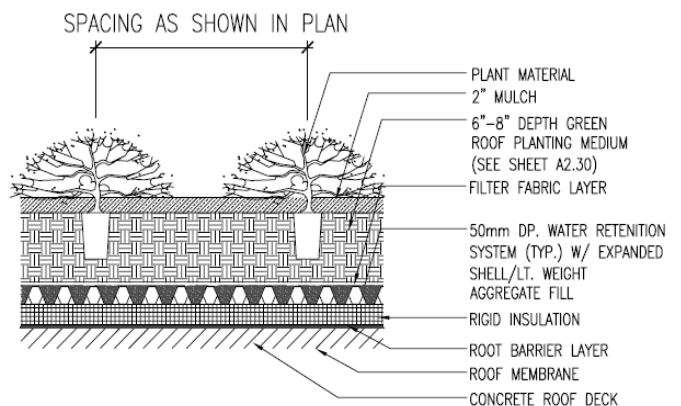 SPACING AS SHOWN IN PLAN
PLANT MATERIAL
2" MULCH
6"-8" DEPTH GREEN
ROOF PLANTING MEDIUM
(SEE SHEET A2.30)
FILTER FABRIC LAYER
50mm DP. WATER RETENTION
SYSTEM (TYP.) W/ EXPANDED
SHELL/LT. WEIGHT
AGGREGATE FILL
RIGID INSULATION
ROOT BARRIER LAYER
ROOF MEMBRANE
CONCRETE ROOF DECK